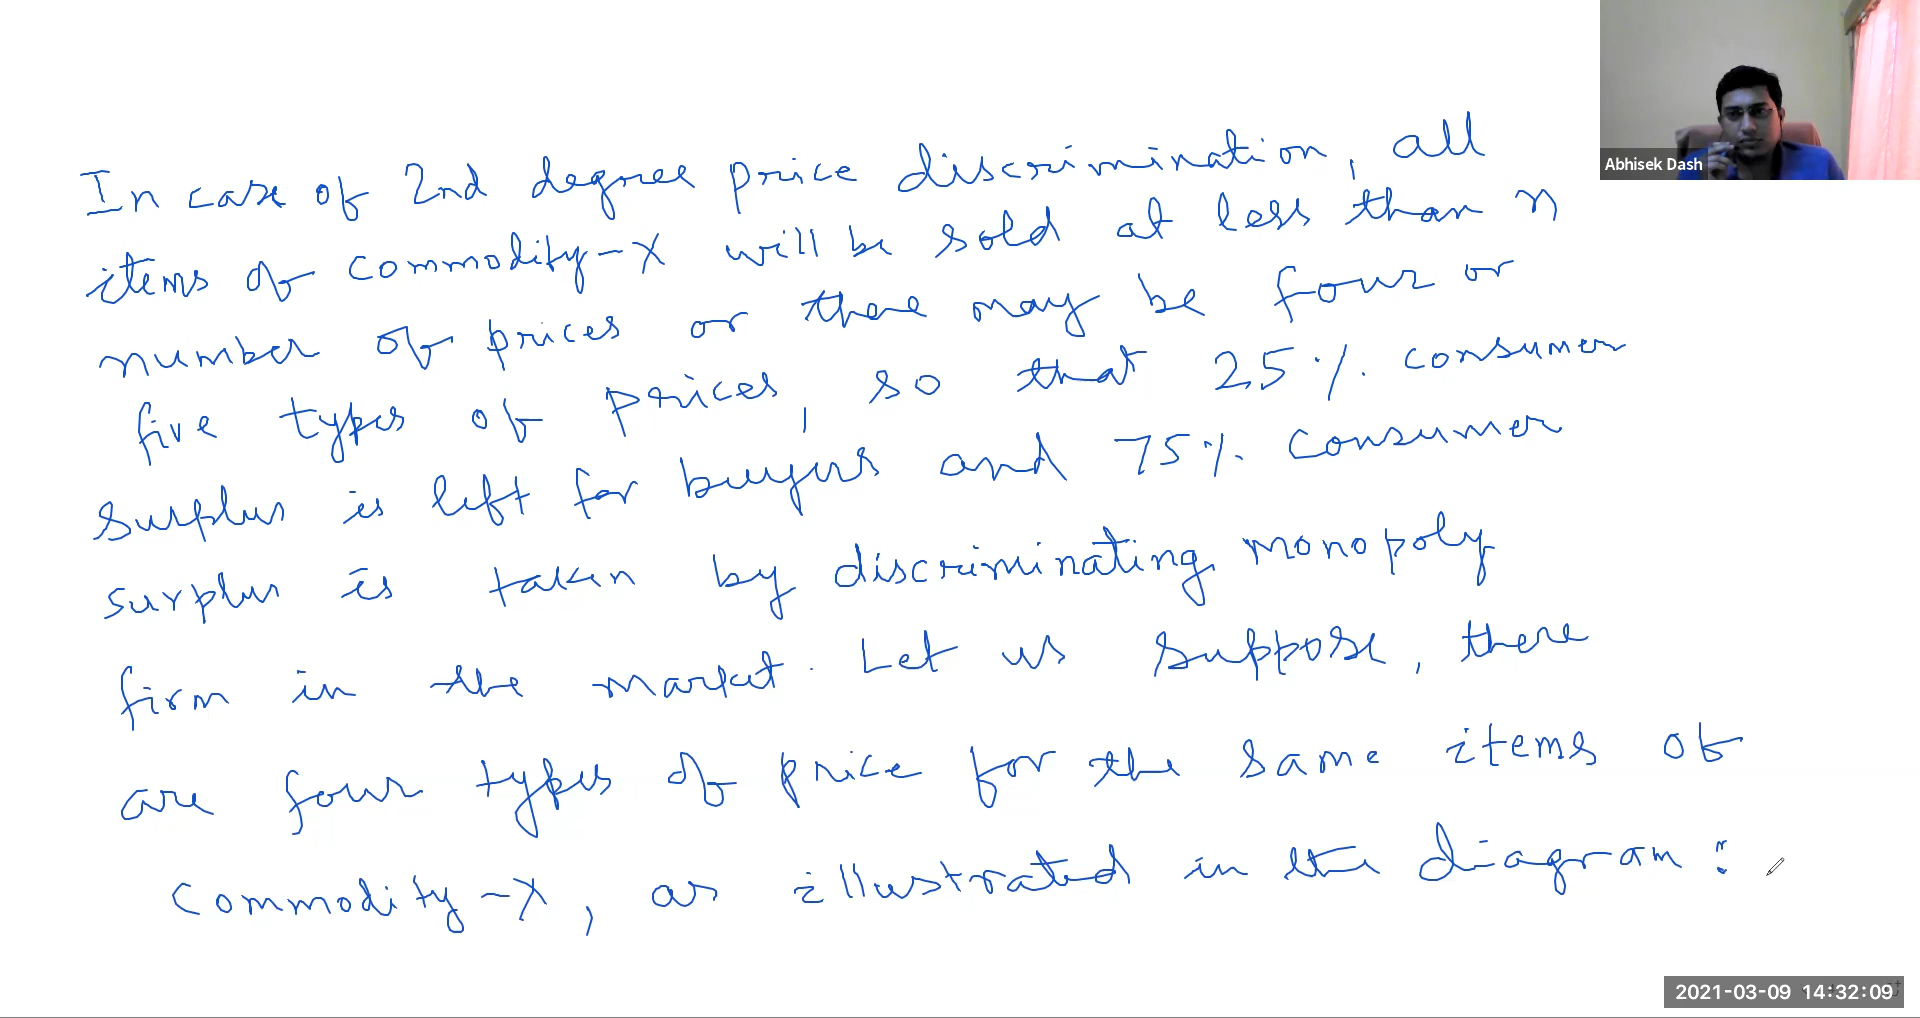 In case of 2nd degree price discrimination, all
items of commodity-X will be sold at less than n
number of prices or there may be four or
five types of prices, so that 25% consumer
surplus is left for buyers and 75% consumer
surplus is taken by discriminating monopoly
firm in the market. Let us suppose, there
are four types of price for the same items of
commodity-X, as illustrated in the diagram:
Abhisek Dash
2021-03-09 14:32:09